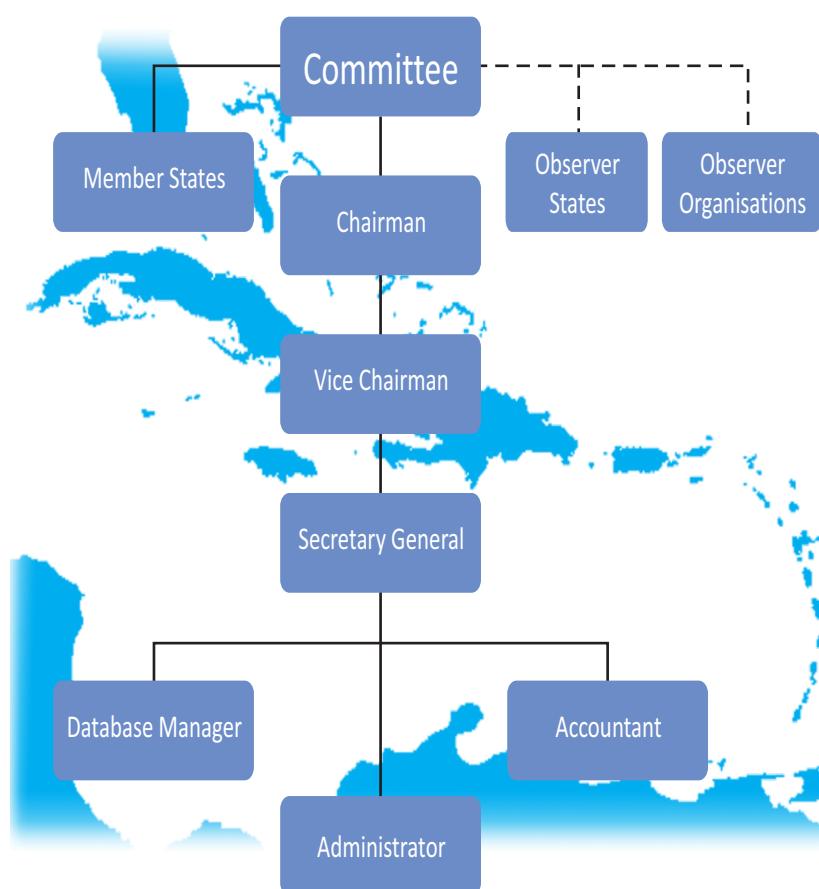 Committee
Member States
Observer
States
Observer
Organisations
Chairman
Vice Chairman
Secretary General
Database Manager
Accountant
Administrator